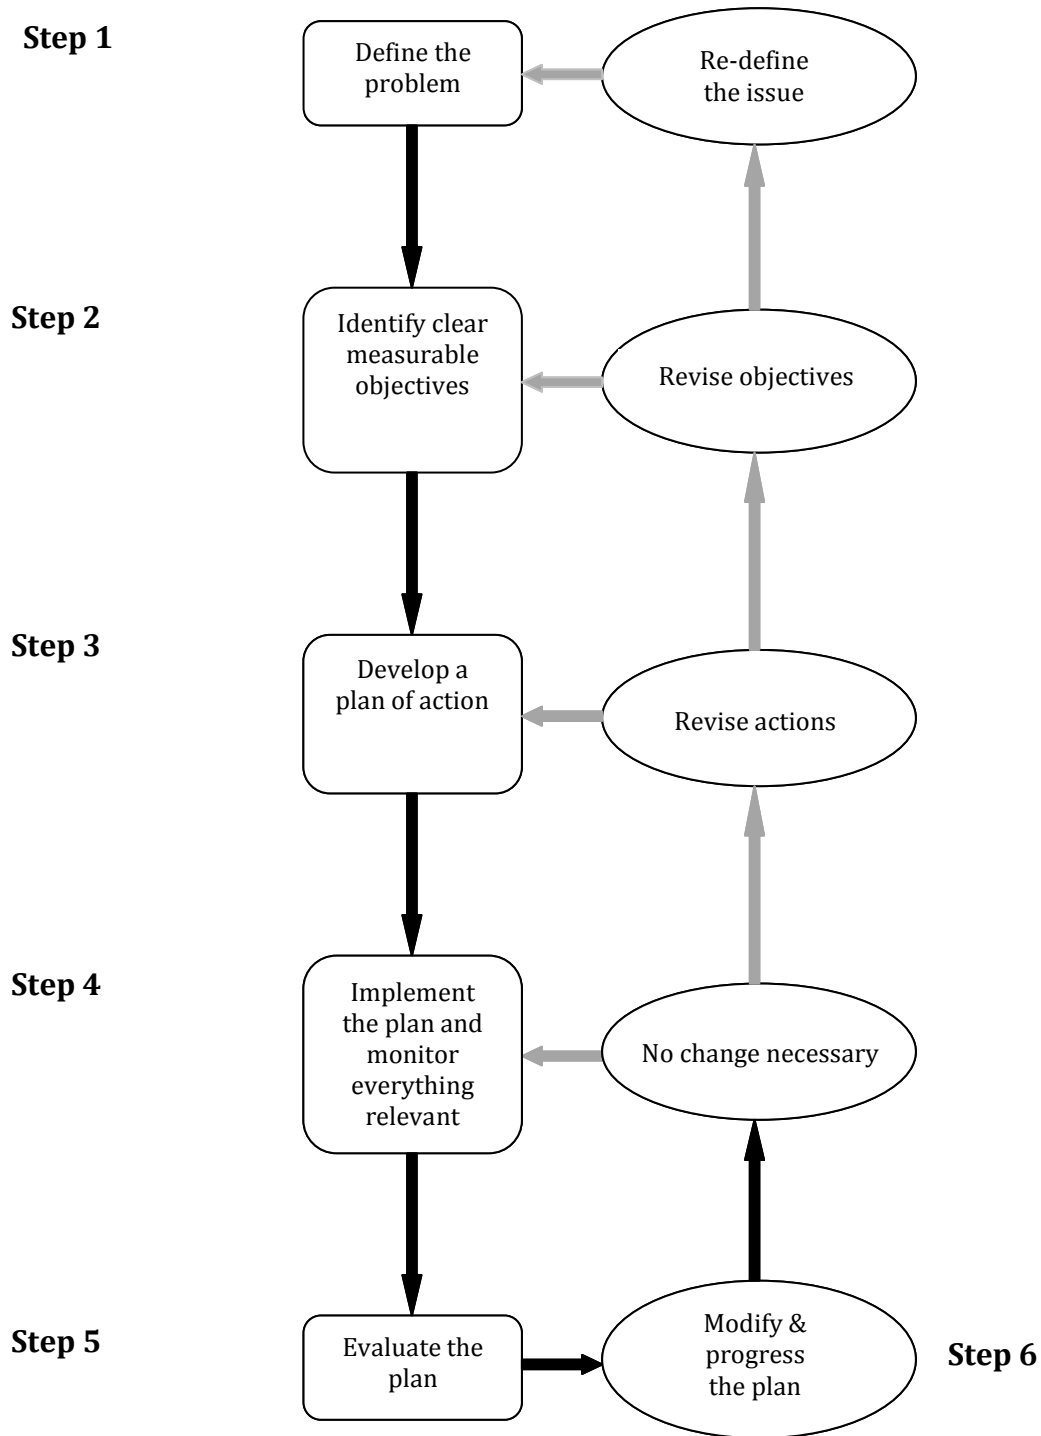 Step 1
Define the
problem
Re-define
the issue
Step 2
Identify clear
measurable
objectives
Revise objectives
Step 3
Develop a
plan of action
Revise actions
Step 4
Implement
the plan and
monitor
everything
relevant
No change necessary
Step 5
Evaluate the
plan
Modify &
progress
the plan
Step 6